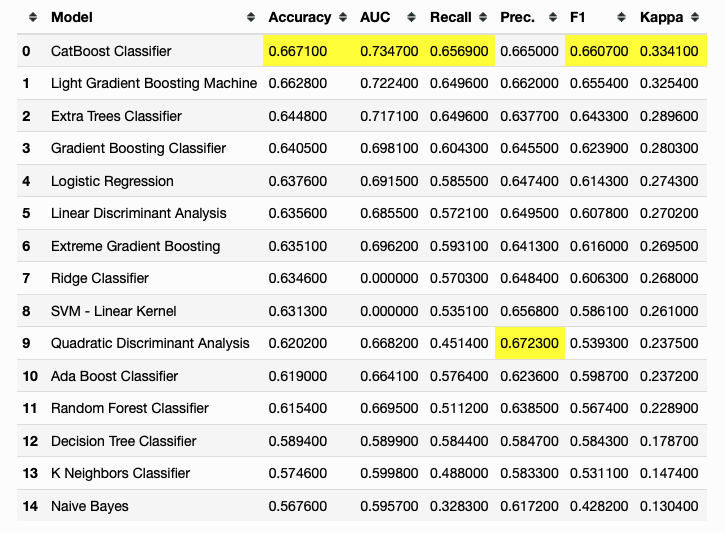 Model Accuracy AUC Recall Prec. F1 Kappa
0 CatBoost Classifier 0.667100 0.734700 0.656900 0.665000 0.660700 0.334100
1 Light Gradient Boosting Machine 0.662800 0.722400 0.649600 0.662000 0.655400 0.325400
2 Extra Trees Classifier 0.644800 0.717100 0.649600 0.637700 0.643300 0.289600
3 Gradient Boosting Classifier 0.640500 0.698100 0.604300 0.645500 0.623900 0.280300
4 Logistic Regression 0.637600 0.691500 0.585500 0.647400 0.614300 0.274300
5 Linear Discriminant Analysis 0.635600 0.685500 0.572100 0.649500 0.607800 0.270200
6 Extreme Gradient Boosting 0.635100 0.696200 0.593100 0.641300 0.616000 0.269500
7 Ridge Classifier 0.634600 0.000000 0.570300 0.648400 0.606300 0.268000
8 SVM - Linear Kernel 0.631300 0.000000 0.535100 0.656800 0.586100 0.261000
9 Quadratic Discriminant Analysis 0.620200 0.668200 0.451400 0.672300 0.539300 0.237500
10 Ada Boost Classifier 0.619000 0.664100 0.576400 0.623600 0.598700 0.237200
11 Random Forest Classifier 0.615400 0.669500 0.511200 0.638500 0.567400 0.228900
12 Decision Tree Classifier 0.589400 0.589900 0.584400 0.584700 0.584300 0.178700
13 K Neighbors Classifier 0.574600 0.599800 0.488000 0.583300 0.531100 0.147400
14 Naive Bayes 0.567600 0.595700 0.328300 0.617200 0.428200 0.130400